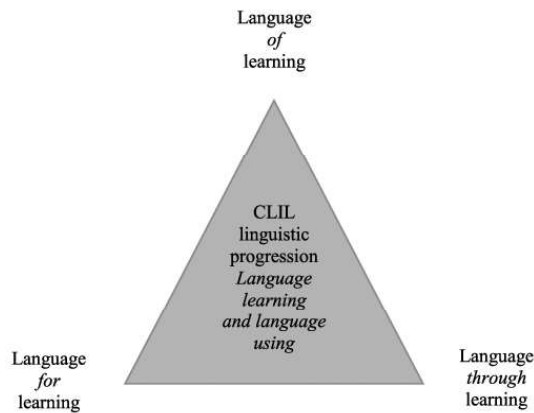 Language
of
learning
CLIL
linguistic
progression
Language
learning
and language
using
Language
for
learning
Language
through
learning